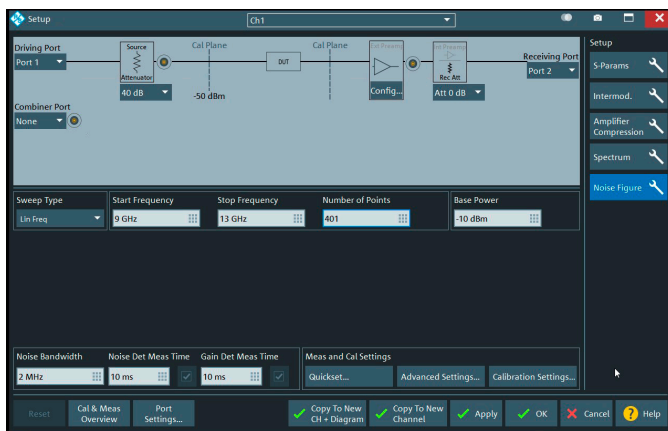 Setup
Ch1
Driving Port
Port 1
Source
Attenuator
40 dB
Cal Plane
-50 dBm
DUT
Cal Plane
Ext Preamp
Config...
Int Preamp
Rec Att
Att 0 dB
Receiving Port
Port 2
Combiner Port
None
Sweep Type
Lin Freq
Start Frequency
9 GHz
Stop Frequency
13 GHz
Number of Points
401
Base Power
-10 dBm
Noise Bandwidth
2 MHz
Noise Det Meas Time
10 ms
Gain Det Meas Time
10 ms
Meas and Cal Settings
Quickset...
Advanced Settings...
Calibration Settings...
Setup
S-Params
Intermod.
Amplifier
Compression
Spectrum
Noise Figure
Reset
Cal & Meas
Overview
Port
Settings...
Copy To New
CH + Diagram
Copy To New
Channel
Apply
OK
Cancel
? Help